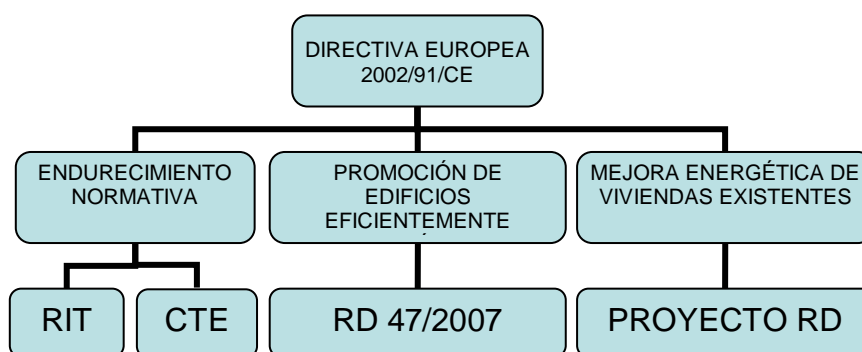 DIRECTIVA EUROPEA
2002/91/CE
ENDURECIMIENTO
NORMATIVA
PROMOCIÓN DE
EDIFICIOS
EFICIENTEMENTE
MEJORA ENERGÉTICA DE
VIVIENDAS EXISTENTES
RIT
CTE
RD 47/2007
PROYECTO RD